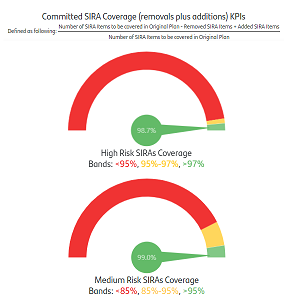 Committed SIRA Coverage (removals plus additions) KPIs
Defined as following: Number of SIRA Items to be covered in Original Plan - Removed SIRA Items + Added SIRA Items
Number of SIRA Items to be covered in Original Plan
98.7%
High Risk SIRAs Coverage
Bands: <95%, 95%-97%, >97%
99.0%
Medium Risk SIRAs Coverage
Bands: <85%, 85%-95%, >95%